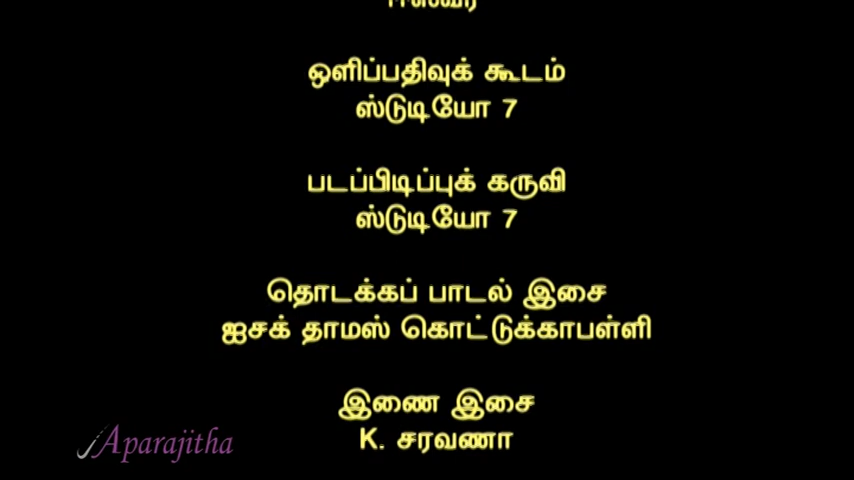 ஒளிப்பதிவுக் கூடம்
ஸ்டுடியோ 7
படப்பிடிப்புக் கருவி
ஸ்டுடியோ 7
தொடக்கப் பாடல் இசை
ஐசக் தாமஸ் கொட்டுக்காபள்ளி
இணை இசை
K. சரவணா
Aparajitha